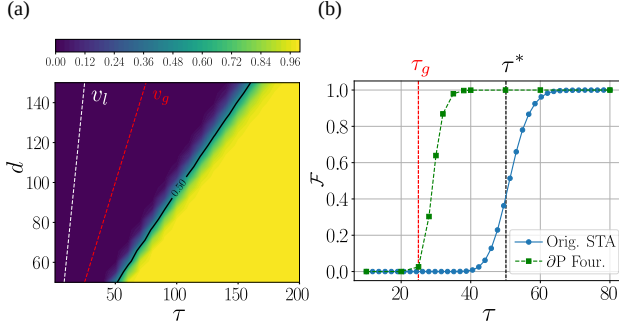 (a)
0.00 0.12 0.24 0.36 0.48 0.60 0.72 0.84 0.96
140
120
100
80
60
d
v_l
v_g
0.50
0 50 100 150 200
τ
(b)
τ_g
τ*
1.0
0.8
0.6
0.4
0.2
0.0
ℱ
Orig. STA
∂P Four.
20 40 60 80
τ